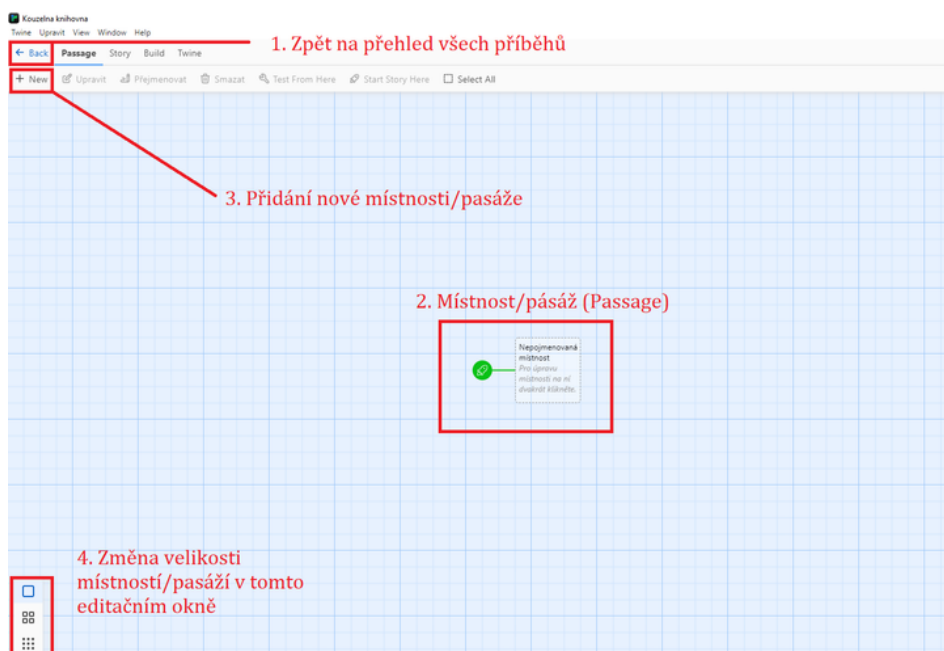 Kouzelna knihovna
Twine Upravit View Window Help
1. Zpět na přehled všech příběhů
← Back Passage Story Build Twine
+ New Upravit Přejmenovat Smazat Test From Here Start Story Here Select All
3. Přidání nové místnosti/pasáže
2. Místnost/pásáž (Passage)
Nepojmenovaná
místnost
Pro úpravu
místnosti na ni
dvakrát klikněte.
4. Změna velikosti
místností/pasáží v tomto
editačním okně